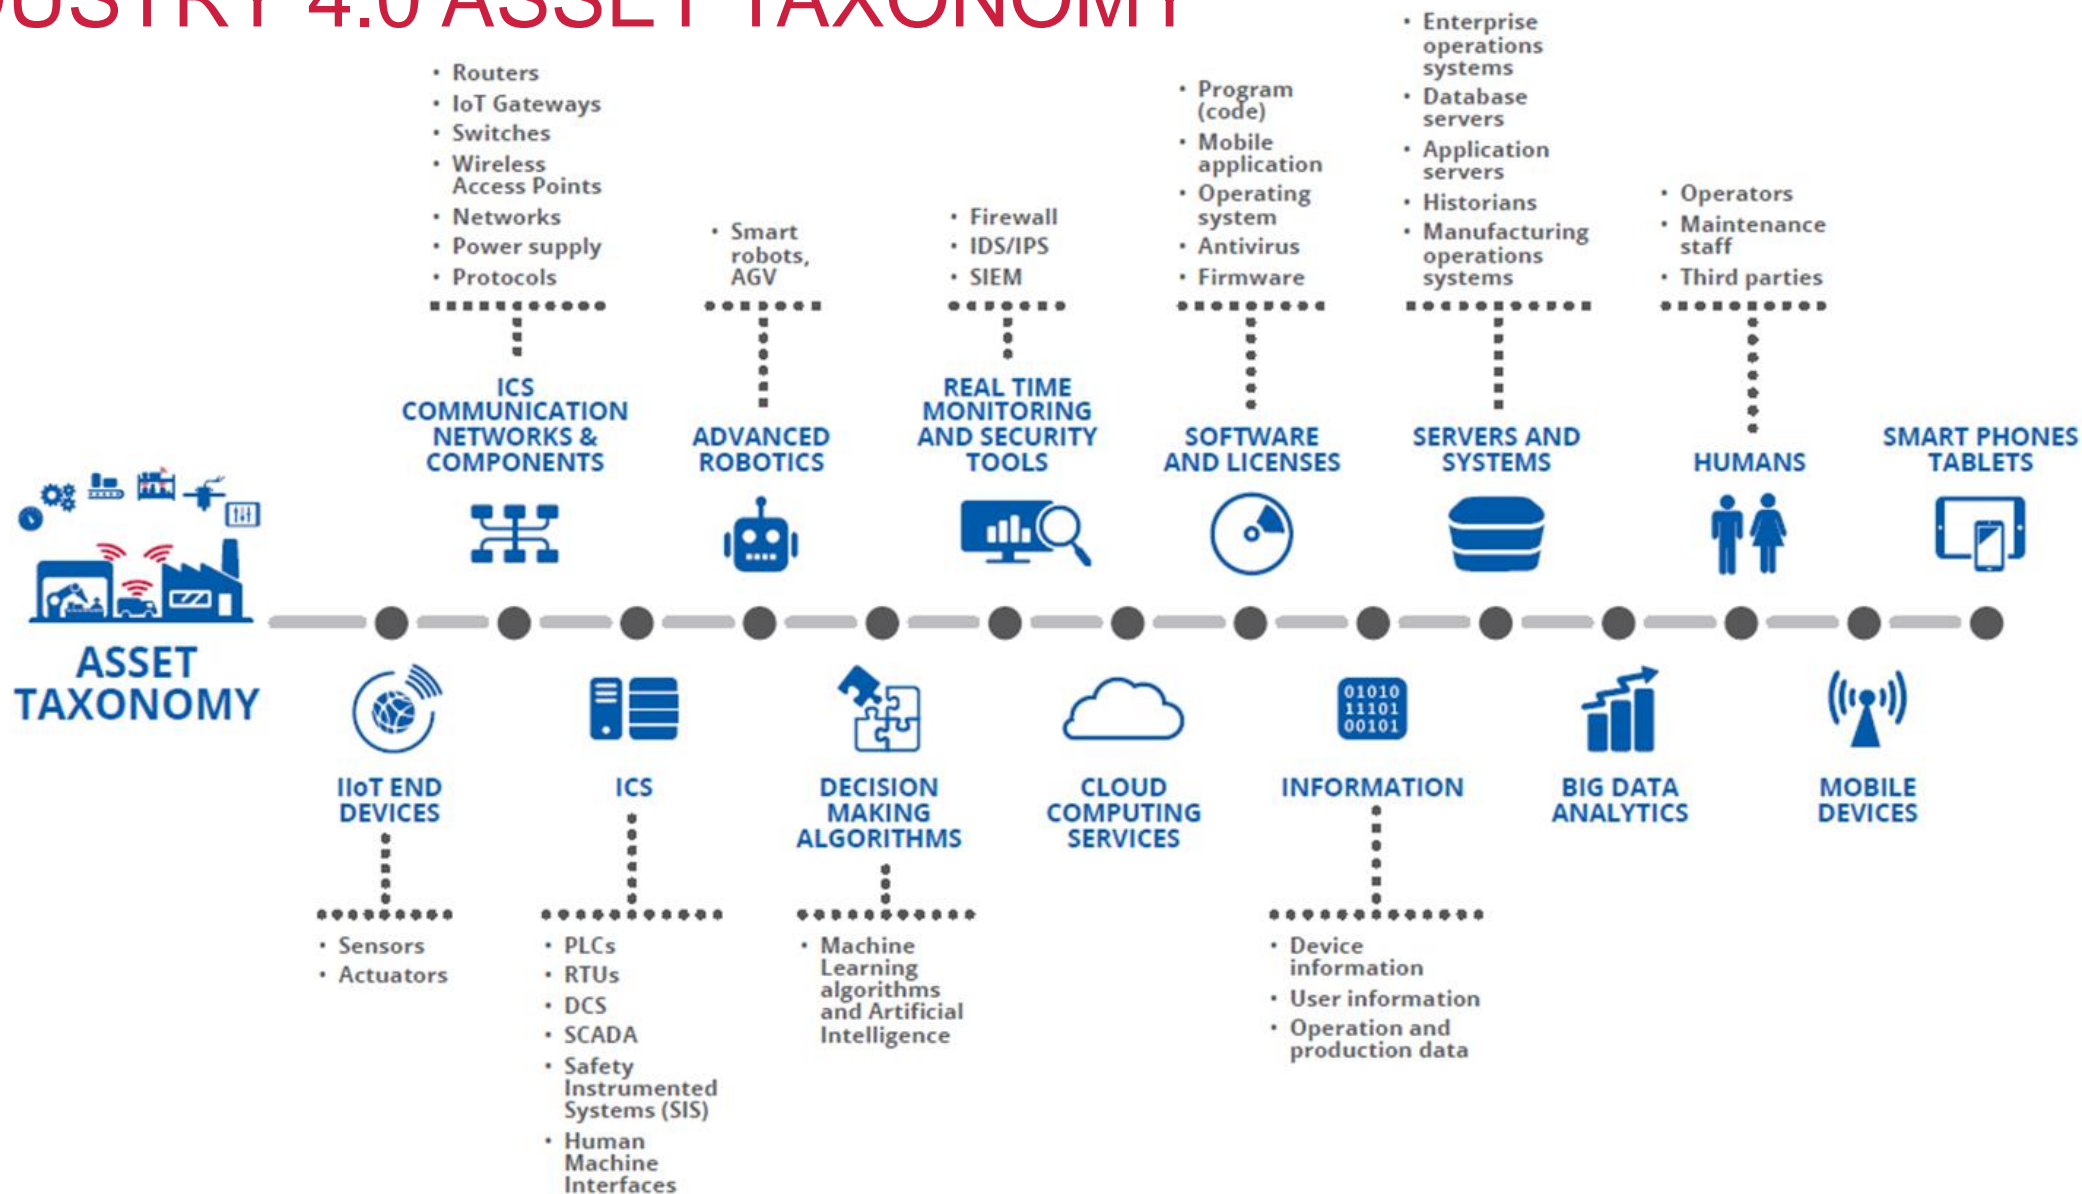 DUSTRY 4.0 ASSET TAXONOMY
• Routers
• IoT Gateways
• Switches
• Wireless
Access Points
• Networks
• Power supply
• Protocols
ICS
COMMUNICATION
NETWORKS &
COMPONENTS
• Smart
robots,
AGV
ADVANCED
ROBOTICS
• Firewall
• IDS/IPS
• SIEM
REAL TIME
MONITORING
AND SECURITY
TOOLS
• Program
(code)
• Mobile
application
• Operating
system
• Antivirus
• Firmware
SOFTWARE
AND LICENSES
• Enterprise
operations
systems
• Database
servers
• Application
servers
• Historians
• Manufacturing
operations
systems
SERVERS AND
SYSTEMS
• Operators
• Maintenance
staff
• Third parties
HUMANS
SMART PHONES
TABLETS
ASSET
TAXONOMY
IIoT END
DEVICES
• Sensors
• Actuators
ICS
• PLCs
• RTUs
• DCS
• SCADA
• Safety
Instrumented
Systems (SIS)
• Human
Machine
Interfaces
DECISION
MAKING
ALGORITHMS
• Machine
Learning
algorithms
and Artificial
Intelligence
CLOUD
COMPUTING
SERVICES
01010
11101
00101
INFORMATION
• Device
information
• User information
• Operation and
production data
BIG DATA
ANALYTICS
MOBILE
DEVICES